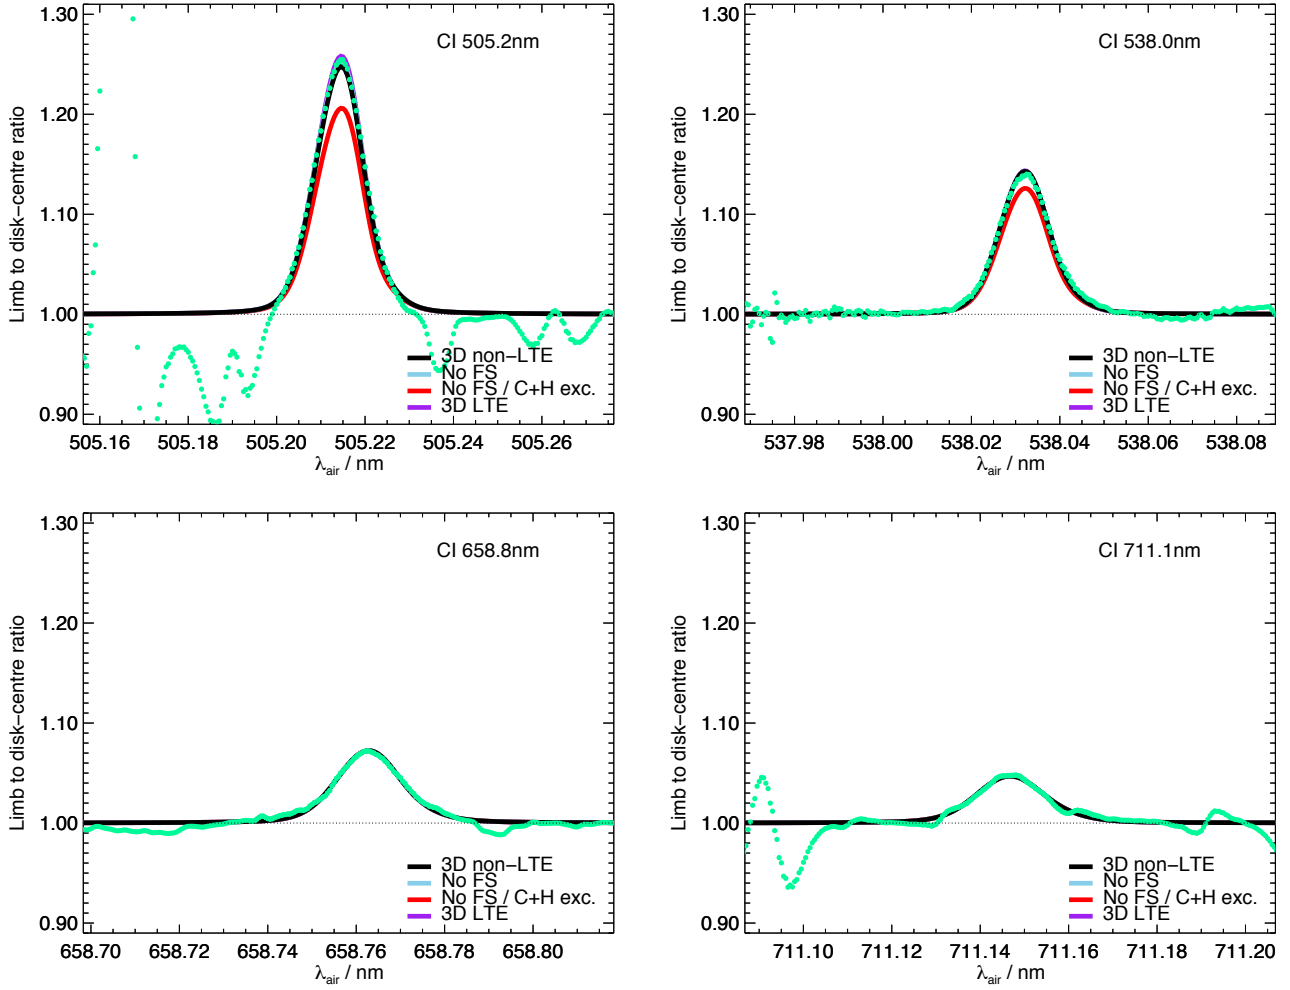 1.30
1.20
1.10
1.00
0.90
Limb to disk−centre ratio
CI 505.2nm
3D non−LTE
No FS
No FS / C+H exc.
3D LTE
505.16 505.18 505.20 505.22 505.24 505.26
λair / nm
1.30
1.20
1.10
1.00
0.90
Limb to disk−centre ratio
CI 538.0nm
3D non−LTE
No FS
No FS / C+H exc.
3D LTE
537.98 538.00 538.02 538.04 538.06 538.08
λair / nm
1.30
1.20
1.10
1.00
0.90
Limb to disk−centre ratio
CI 658.8nm
3D non−LTE
No FS
No FS / C+H exc.
3D LTE
658.70 658.72 658.74 658.76 658.78 658.80
λair / nm
1.30
1.20
1.10
1.00
0.90
Limb to disk−centre ratio
CI 711.1nm
3D non−LTE
No FS
No FS / C+H exc.
3D LTE
711.10 711.12 711.14 711.16 711.18 711.20
λair / nm